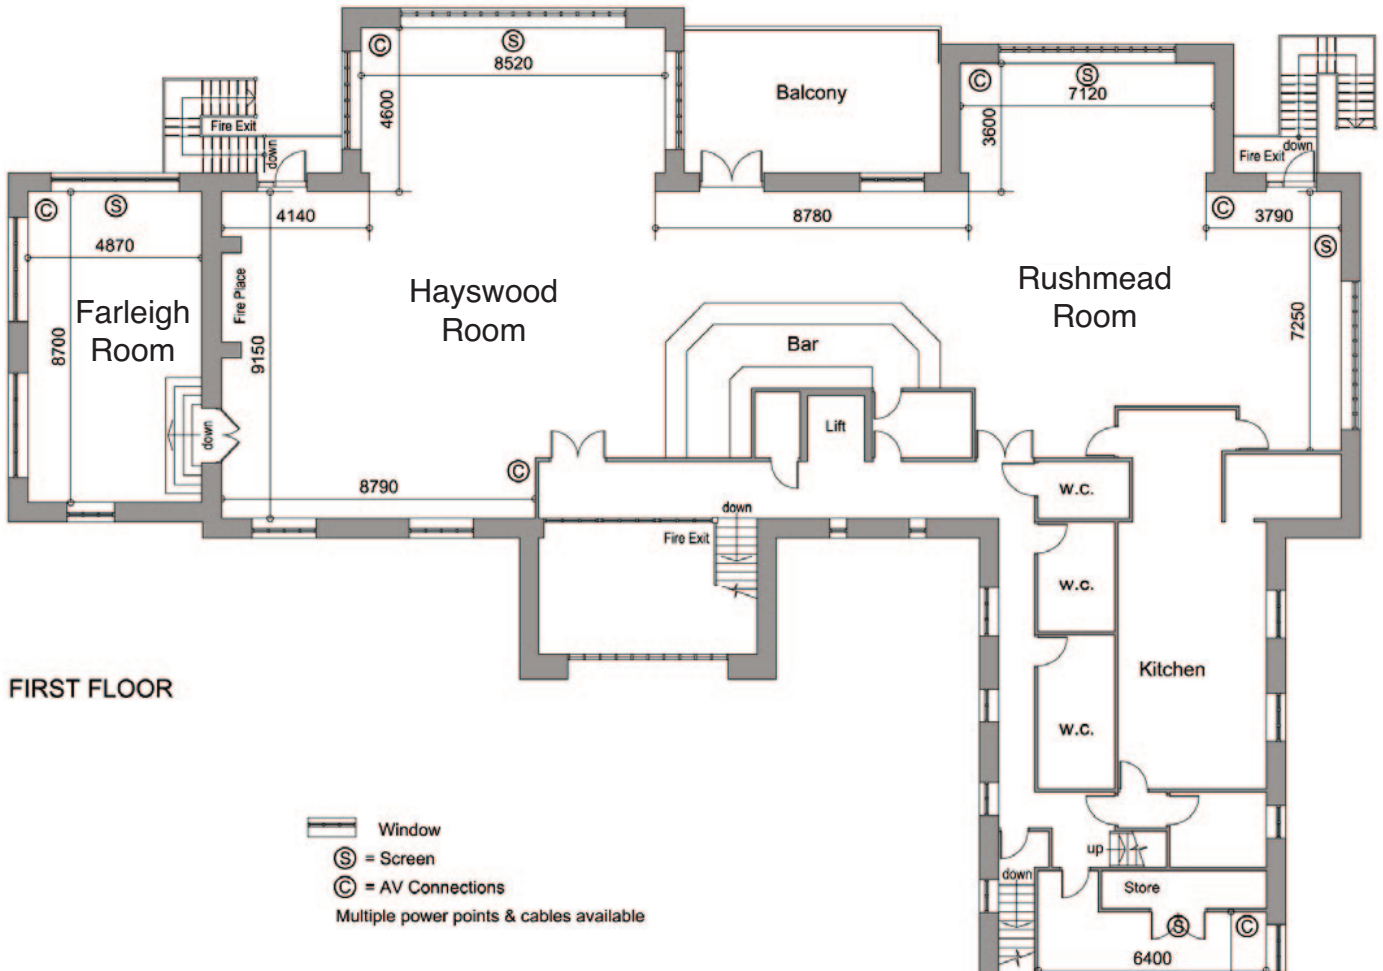 C
S
8520
4600
Balcony
C
S
7120
3600
Fire Exit
down
Fire Exit
down
C
S
4140
8780
C
3790
S
4870
Farleigh
Room
8700
Fire Place
9150
Hayswood
Room
Rushmead
Room
7250
Bar
Lift
down
C
8790
W.C.
down
Fire Exit
W.C.
Kitchen
W.C.
FIRST FLOOR
Window
S = Screen
C = AV Connections
Multiple power points & cables available
up
down
Store
S
C
6400